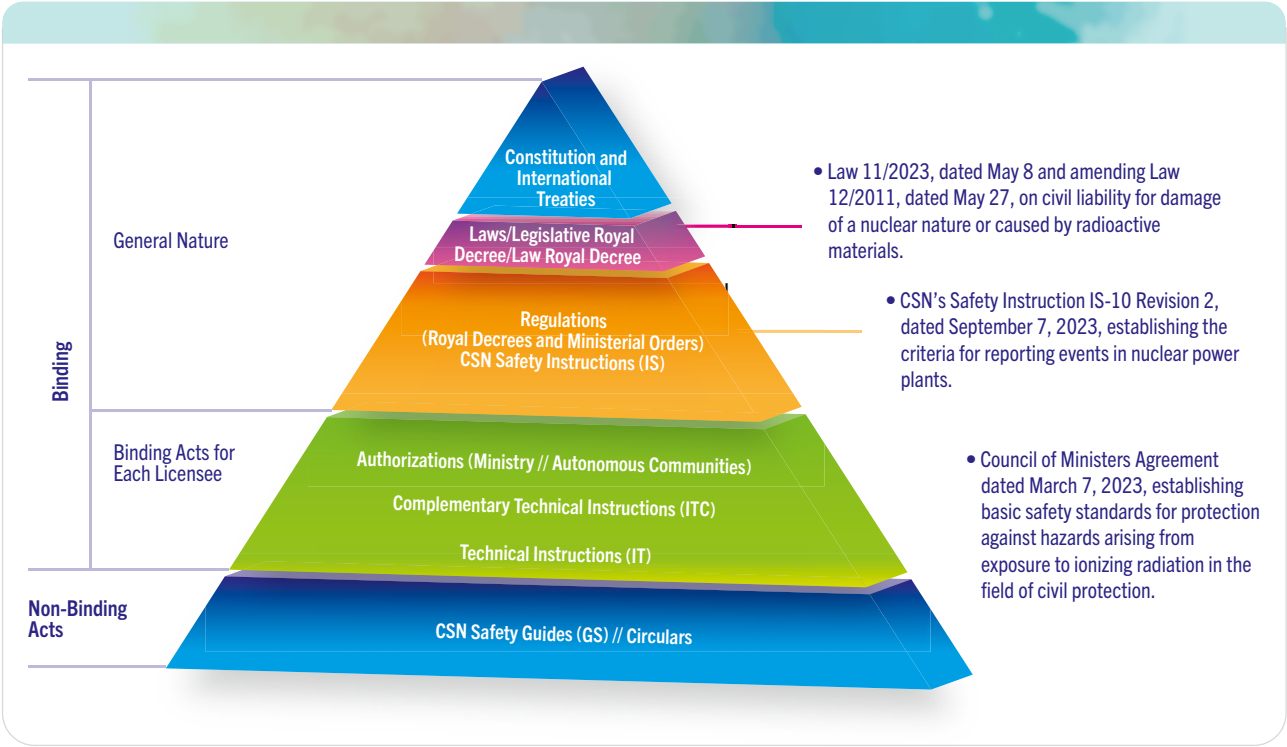 Constitution and
International
Treaties
Laws/Legislative Royal
Decree/Law Royal Decree
Regulations
(Royal Decrees and Ministerial Orders)
CSN Safety Instructions (IS)
Authorizations (Ministry // Autonomous Communities)
Complementary Technical Instructions (ITC)
Technical Instructions (IT)
CSN Safety Guides (GS) // Circulars
Binding
General Nature
Binding Acts for
Each Licensee
Non-Binding
Acts
• Law 11/2023, dated May 8 and amending Law
12/2011, dated May 27, on civil liability for damage
of a nuclear nature or caused by radioactive
materials.
• CSN's Safety Instruction IS-10 Revision 2,
dated September 7, 2023, establishing the
criteria for reporting events in nuclear power
plants.
• Council of Ministers Agreement
dated March 7, 2023, establishing
basic safety standards for protection
against hazards arising from
exposure to ionizing radiation in the
field of civil protection.